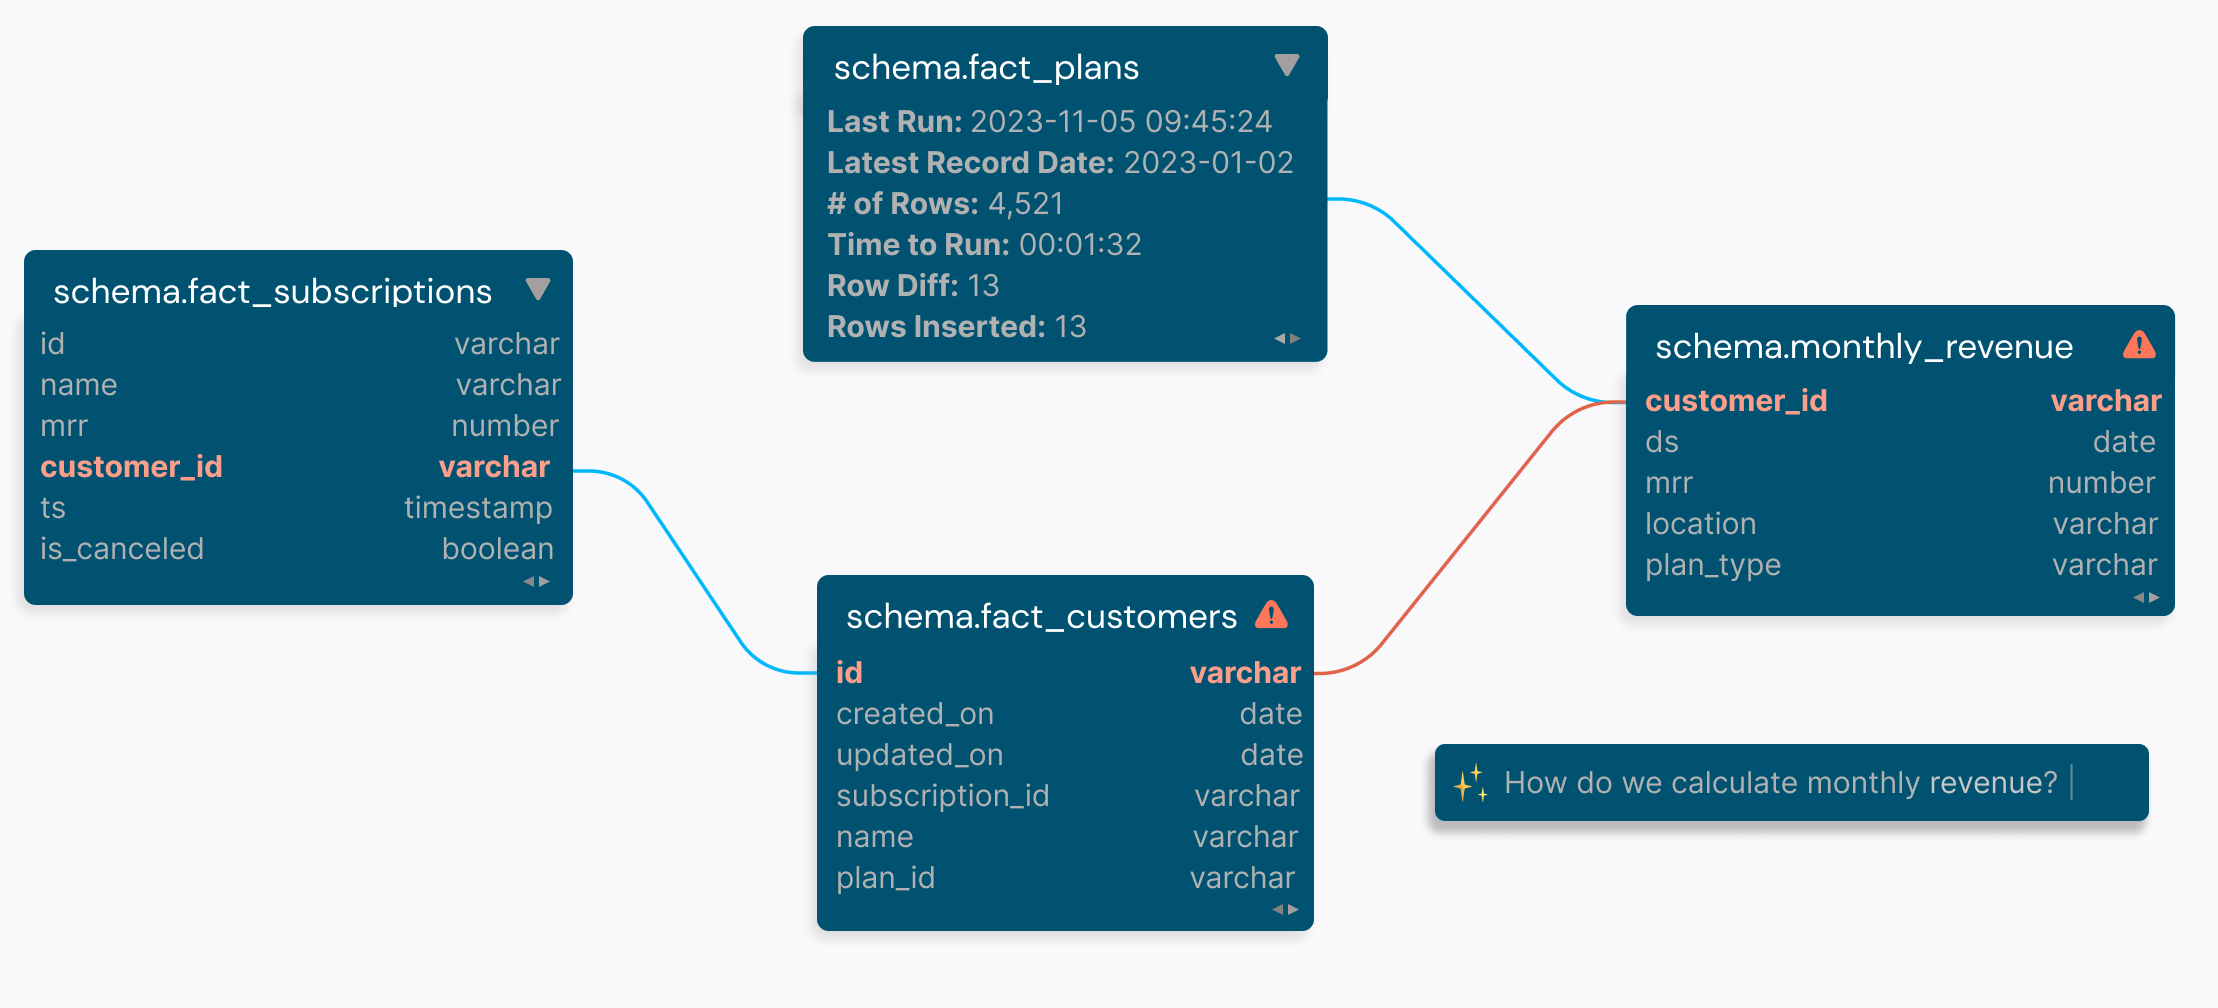 schema.fact_plans
Last Run: 2023-11-05 09:45:24
Latest Record Date: 2023-01-02
# of Rows: 4,521
Time to Run: 00:01:32
Row Diff: 13
Rows Inserted: 13
schema.fact_subscriptions
id varchar
name varchar
mrr number
customer_id varchar
ts timestamp
is_canceled boolean
schema.fact_customers
id varchar
created_on date
updated_on date
subscription_id varchar
name varchar
plan_id varchar
schema.monthly_revenue
customer_id varchar
ds date
mrr number
location varchar
plan_type varchar
How do we calculate monthly revenue?